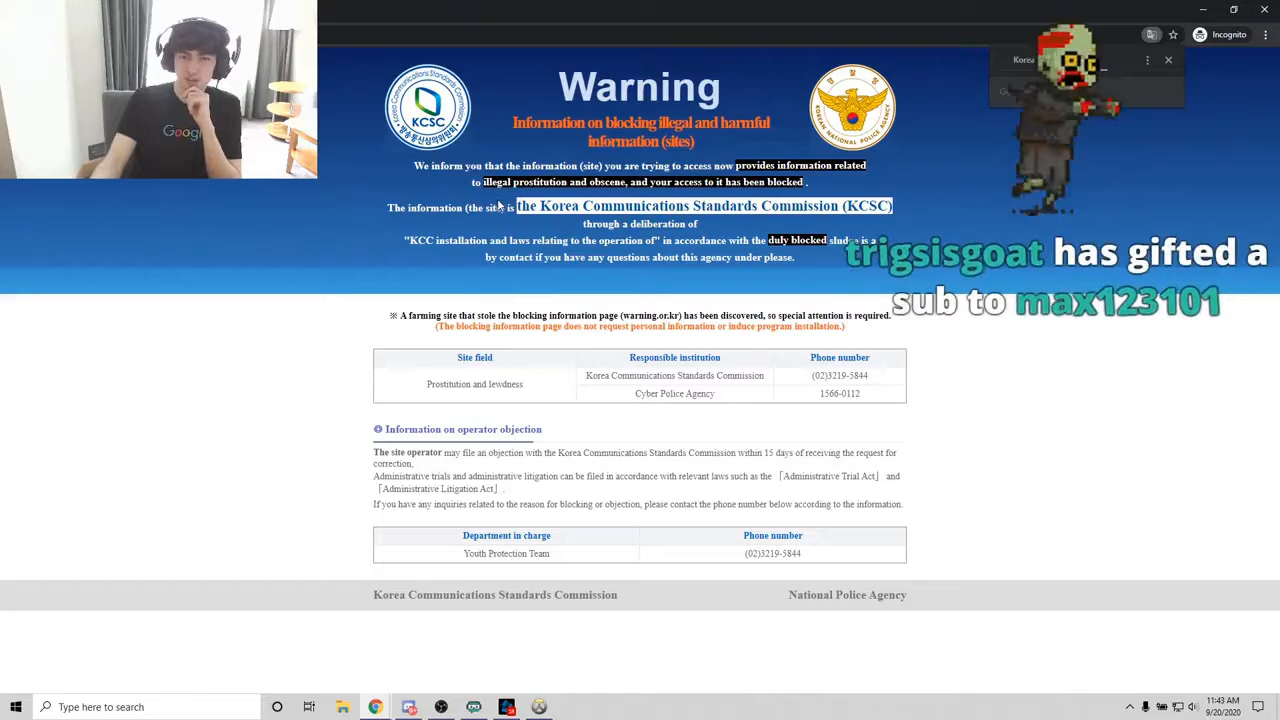 Google
Incognito
Korea
KCSC
Warning
Information on blocking illegal and harmful
information (sites)
We inform you that the information (site) you are trying to access now provides information related
to illegal prostitution and obscene, and your access to it has been blocked .
The information (the site) is the Korea Communications Standards Commission (KCSC)
through a deliberation of
"KCC installation and laws relating to the operation of" in accordance with the duly blocked sludge is a
by contact if you have any questions about this agency under please.
trigsisgoat has gifted a
sub to max123101
※ A farming site that stole the blocking information page (warning.or.kr) has been discovered, so special attention is required.
(The blocking information page does not request personal information or induce program installation.)
Site field Responsible institution Phone number
Prostitution and lewdness
Korea Communications Standards Commission (02)3219-5844
Cyber Police Agency 1566-0112
Information on operator objection
The site operator may file an objection with the Korea Communications Standards Commission within 15 days of receiving the request for
correction,
Administrative trials and administrative litigation can be filed in accordance with relevant laws such as the 「Administrative Trial Act」 and
「Administrative Litigation Act」.
If you have any inquiries related to the reason for blocking or objection, please contact the phone number below according to the information.
Department in charge Phone number
Youth Protection Team (02)3219-5844
Korea Communications Standards Commission National Police Agency
Type here to search
11:43 AM
9/20/2020